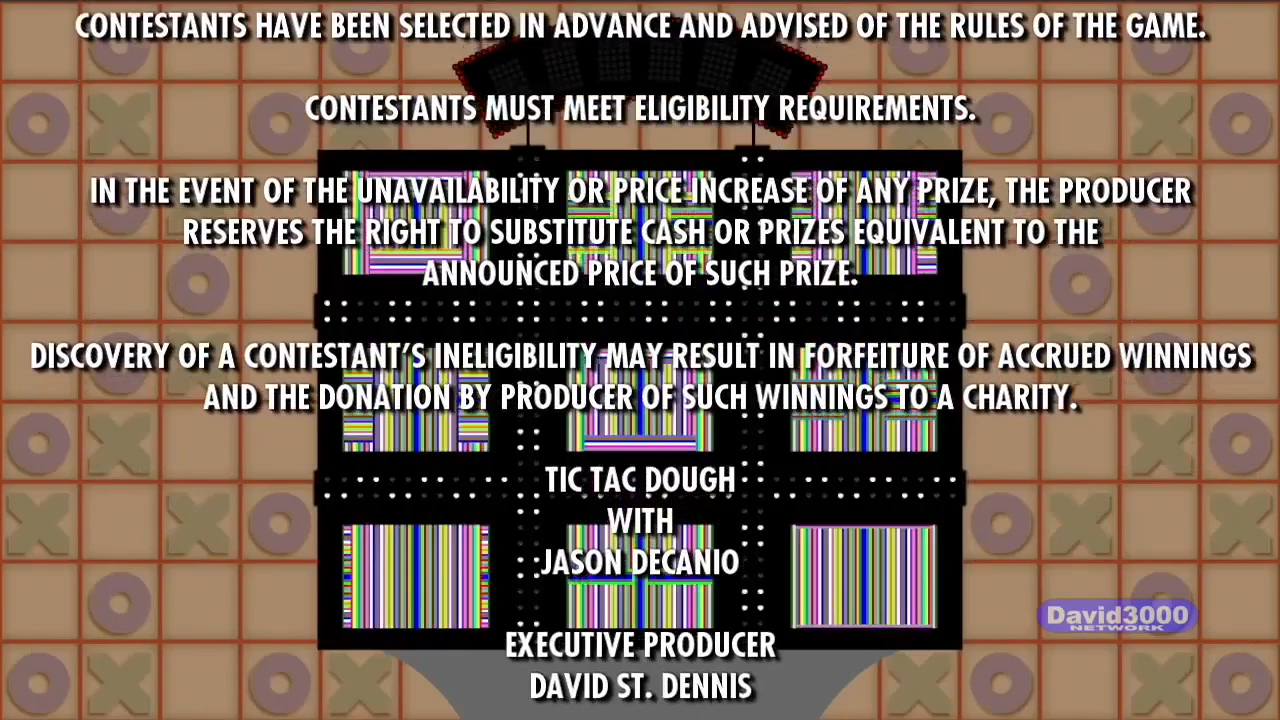 CONTESTANTS HAVE BEEN SELECTED IN ADVANCE AND ADVISED OF THE RULES OF THE GAME.
CONTESTANTS MUST MEET ELIGIBILITY REQUIREMENTS.
IN THE EVENT OF THE UNAVAILABILITY OR PRICE INCREASE OF ANY PRIZE, THE PRODUCER
RESERVES THE RIGHT TO SUBSTITUTE CASH OR PRIZES EQUIVALENT TO THE
ANNOUNCED PRICE OF SUCH PRIZE.
DISCOVERY OF A CONTESTANT'S INELIGIBILITY MAY RESULT IN FORFEITURE OF ACCRUED WINNINGS
AND THE DONATION BY PRODUCER OF SUCH WINNINGS TO A CHARITY.
TIC TAC DOUGH
WITH
JASON DECANIO
David3000
NETWORK
EXECUTIVE PRODUCER
DAVID ST. DENNIS